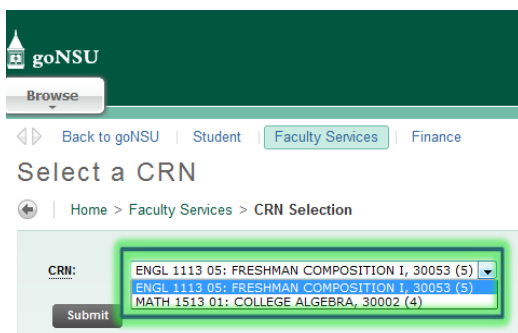 goNSU
Browse
Back to goNSU | Student | Faculty Services | Finance
Select a CRN
Home > Faculty Services > CRN Selection
CRN: ENGL 1113 05: FRESHMAN COMPOSITION I, 30053 (5)
ENGL 1113 05: FRESHMAN COMPOSITION I, 30053 (5)
MATH 1513 01: COLLEGE ALGEBRA, 30002 (4)
Submit